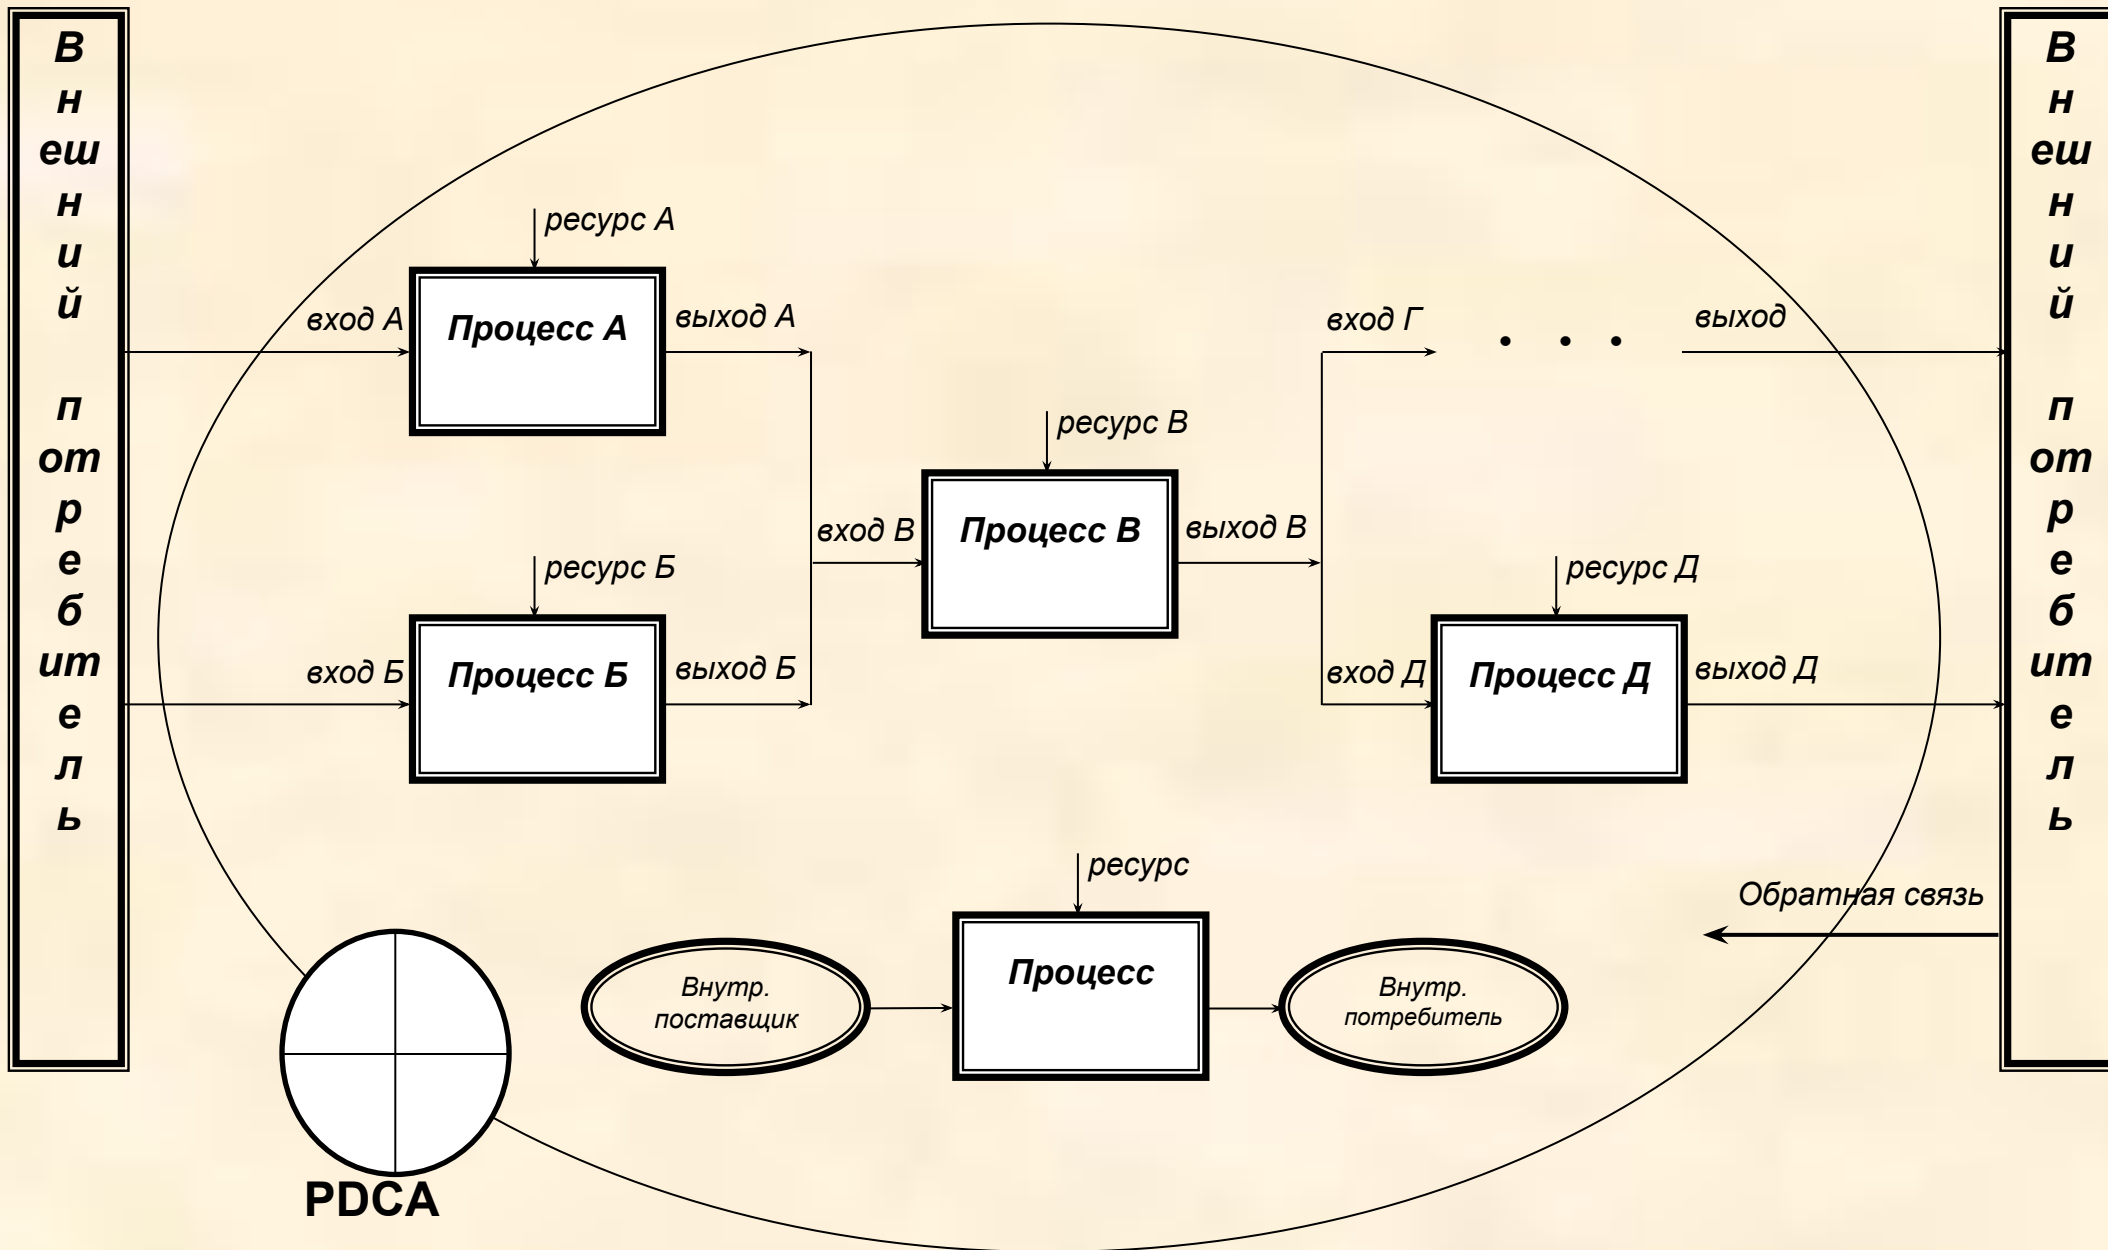 В
н
еш
н
и
й
п
от
р
е
б
ит
е
л
ь
ресурс А
вход А
Процесс А
выход А
ресурс Б
вход Б
Процесс Б
выход Б
ресурс В
вход В
Процесс В
выход В
вход Г
. . .
выход
ресурс Д
вход Д
Процесс Д
выход Д
ресурс
Внутр.
поставщик
Процесс
Внутр.
потребитель
Обратная связь
PDCA
В
н
еш
н
и
й
п
от
р
е
б
ит
е
л
ь